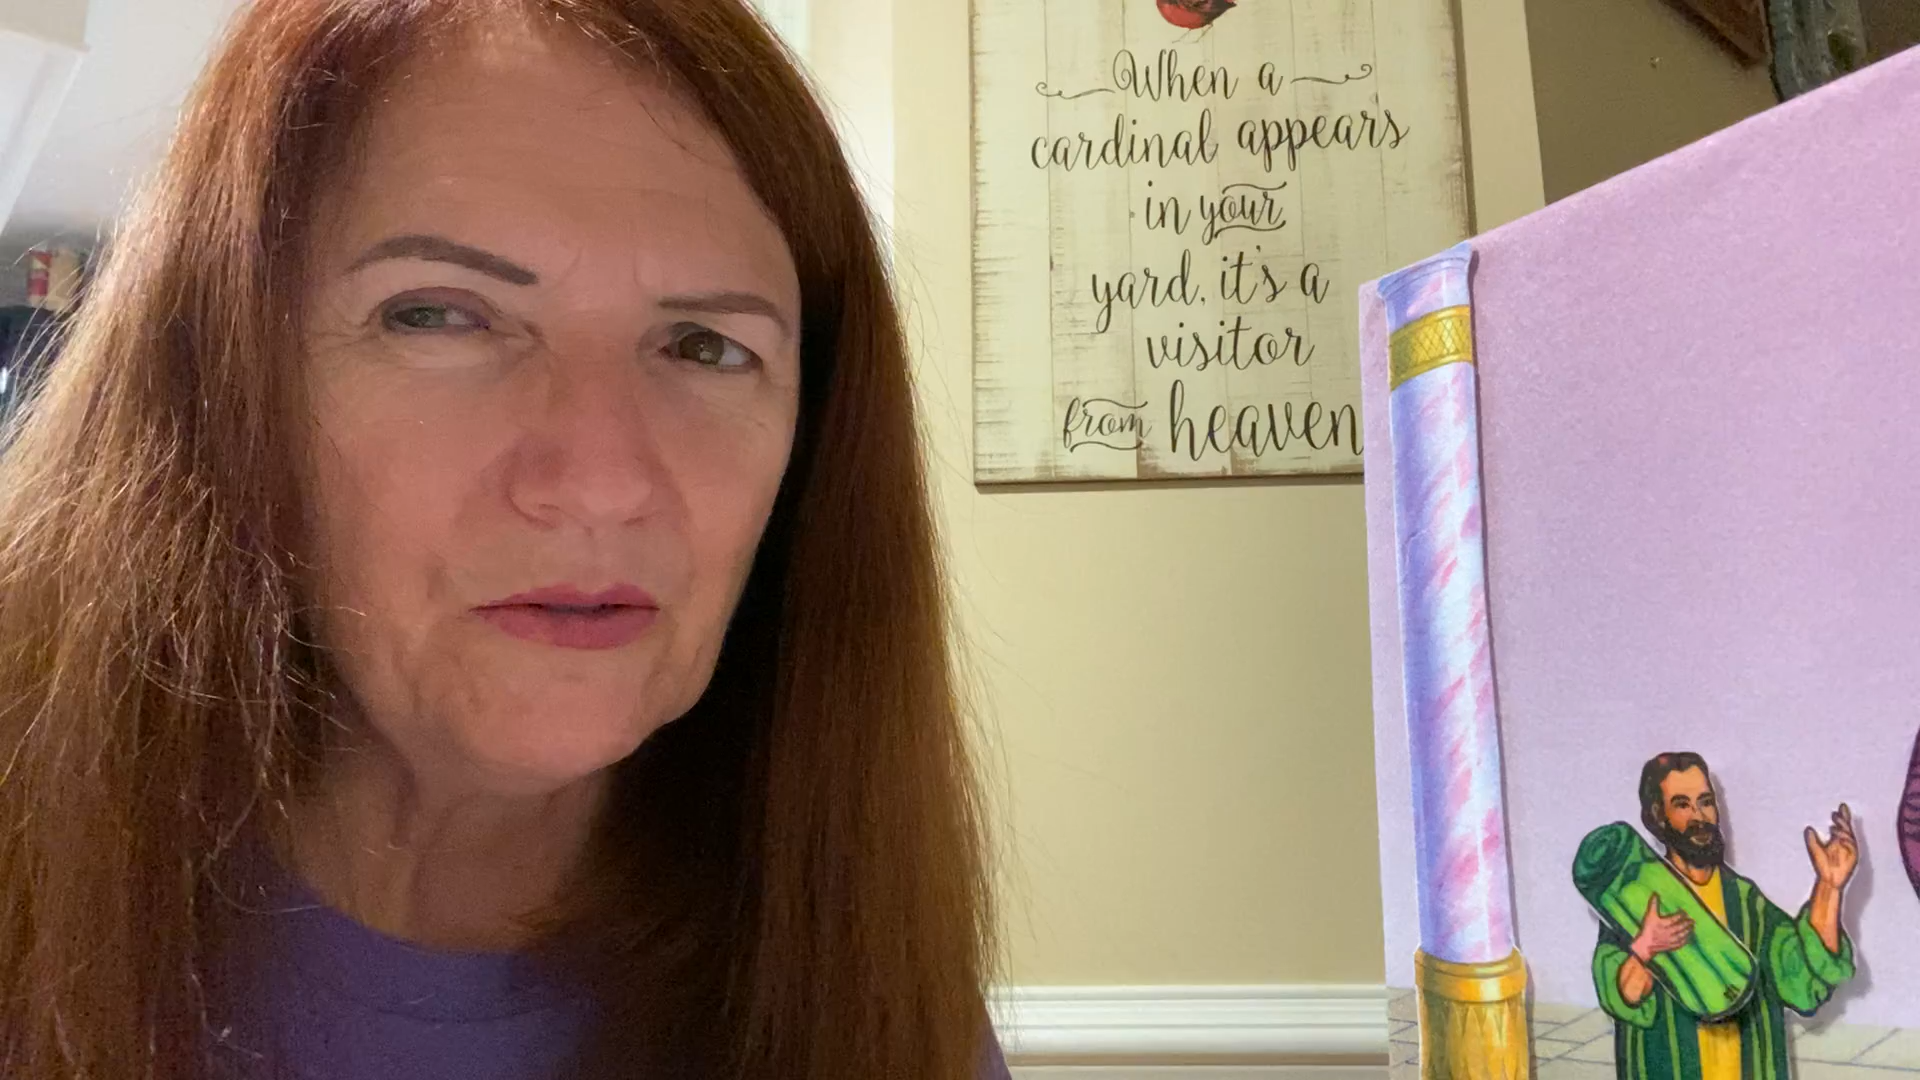 When a
cardinal appears
in your
yard, it's a
visitor
from heaven